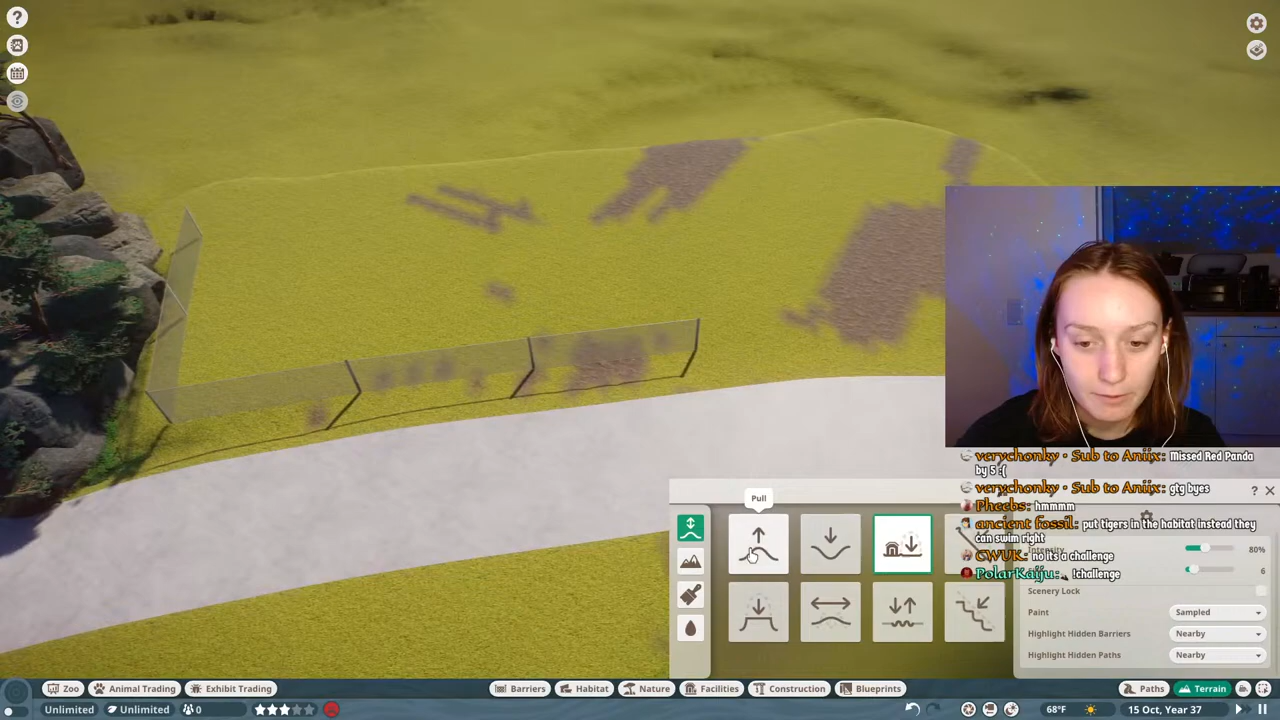 ?
Pull
verychonky · Sub to Aniix: Missed Red Panda
by 5 :(
verychonky · Sub to Aniix: gtg byes
Pheebs: hmmmm
ancient fossil: put tigers in the habitat instead they
can swim right
CWUK: no its a challenge
PolarKaiju: !challenge
? ×
80%
6
Scenery Lock
Paint Sampled
Highlight Hidden Barriers Nearby
Highlight Hidden Paths Nearby
Zoo Animal Trading Exhibit Trading Barriers Habitat Nature Facilities Construction Blueprints Paths Terrain
Unlimited Unlimited 0 68°F 15 Oct, Year 37